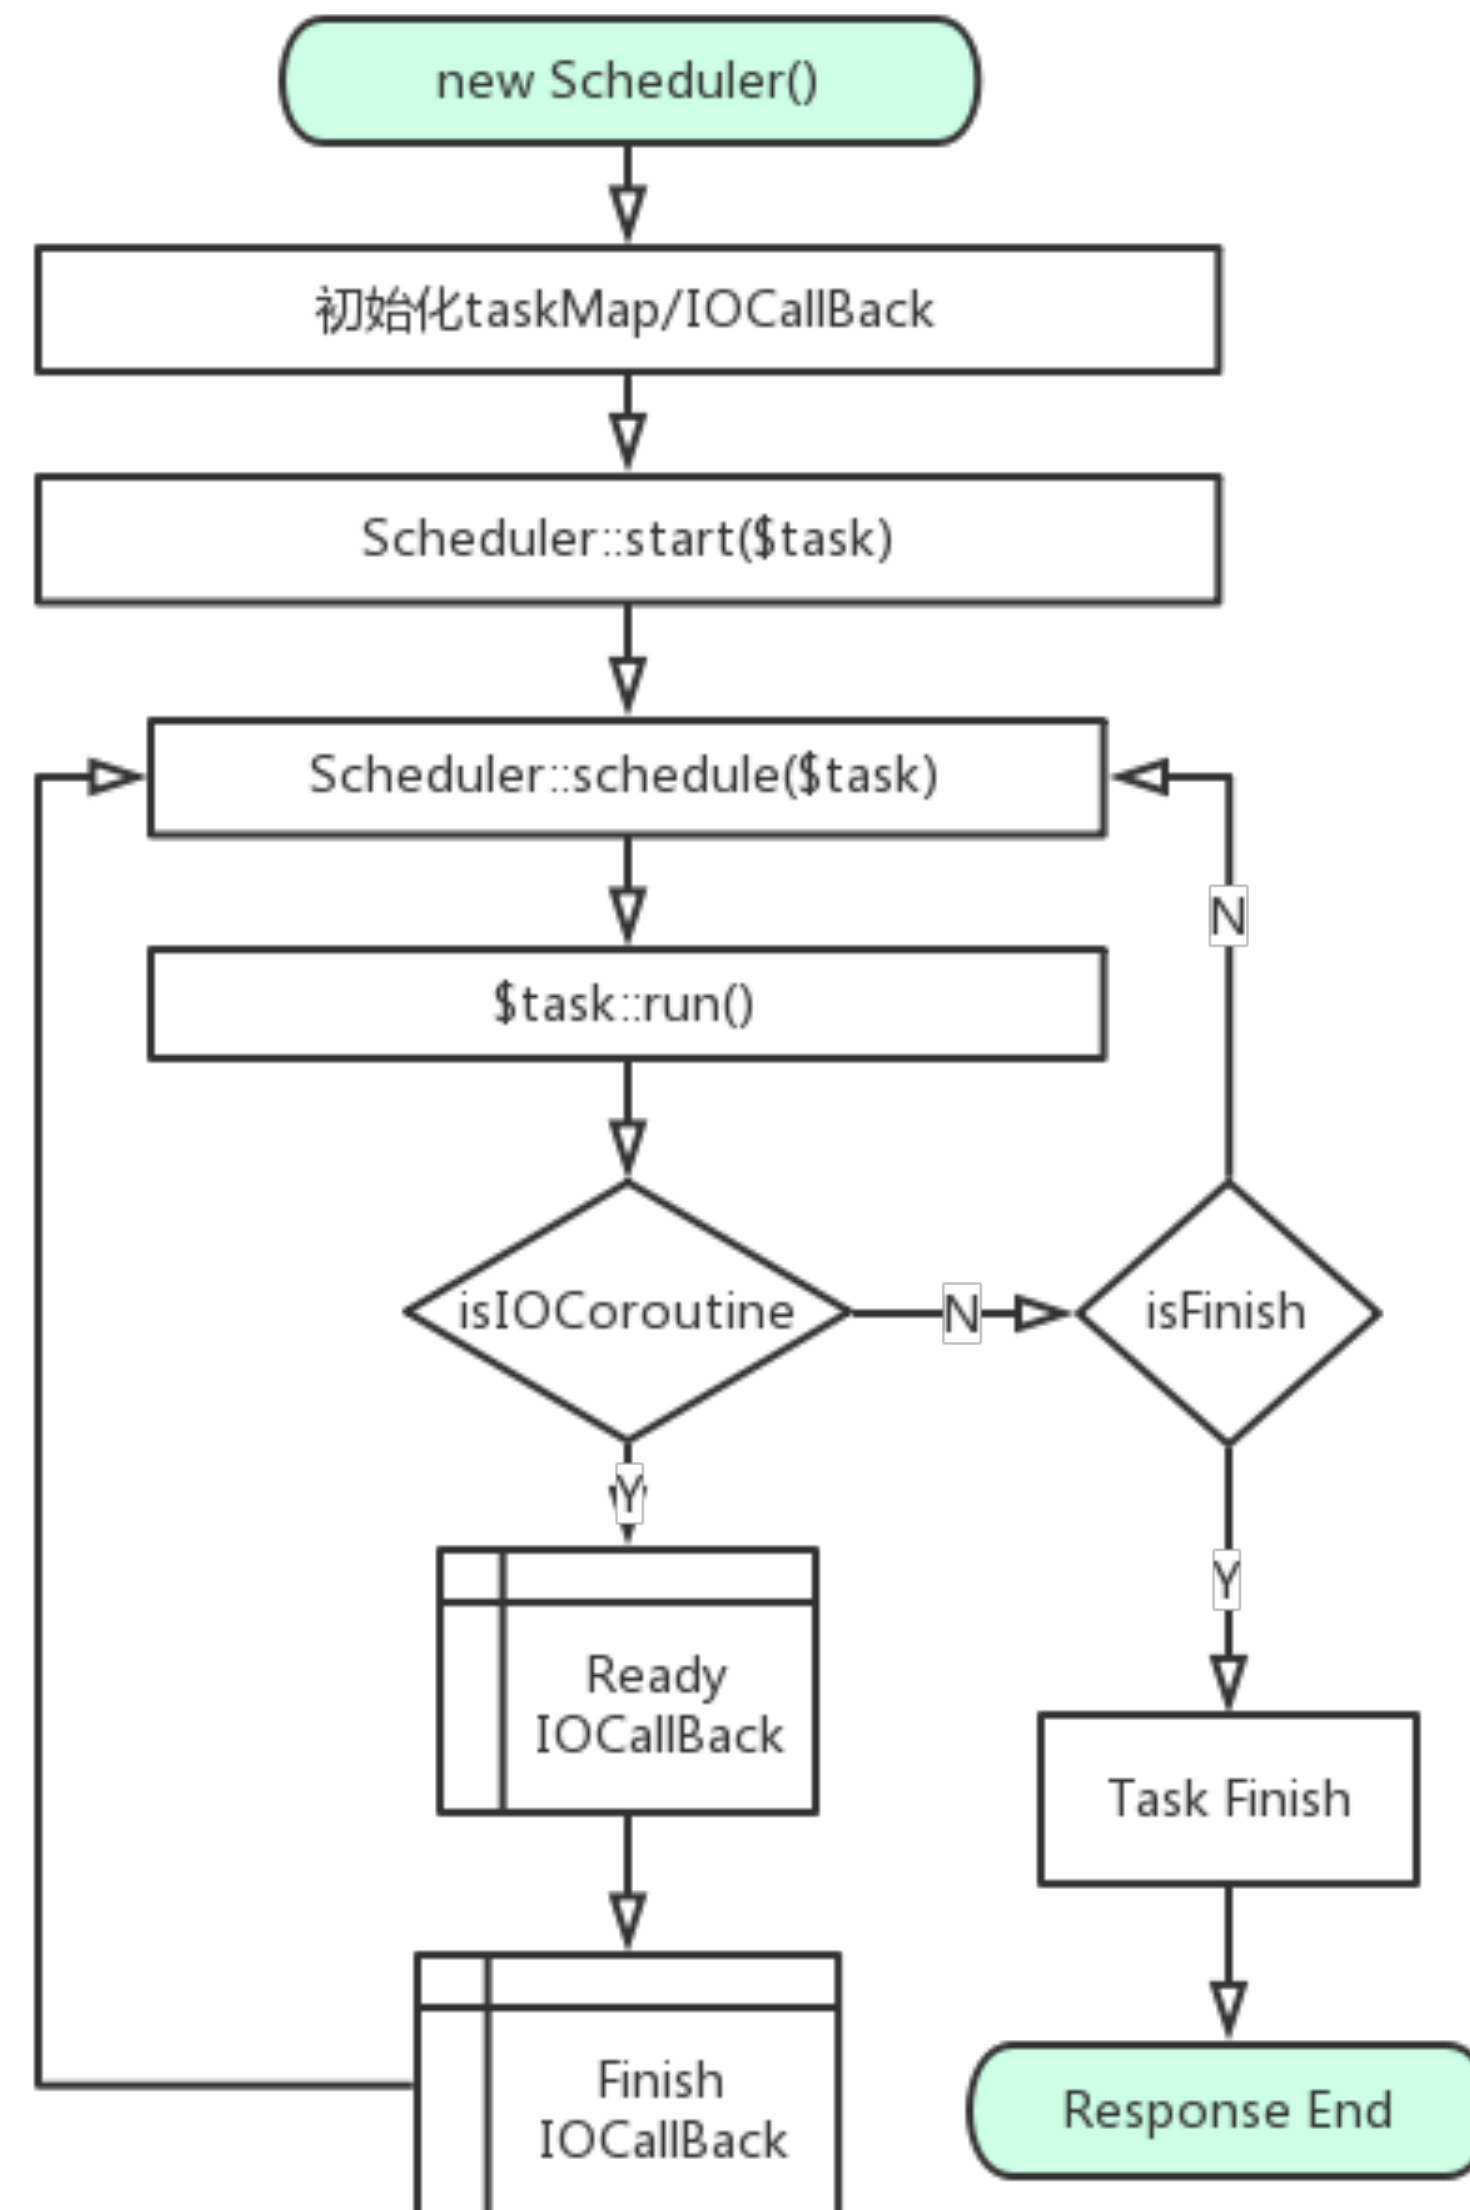 new Scheduler()
初始化taskMap/IOCallBack
Scheduler::start($task)
Scheduler::schedule($task)
N
$task::run()
isIOCoroutine
N
isFinish
Y
Y
Ready
IOCallBack
Task Finish
Finish
IOCallBack
Response End